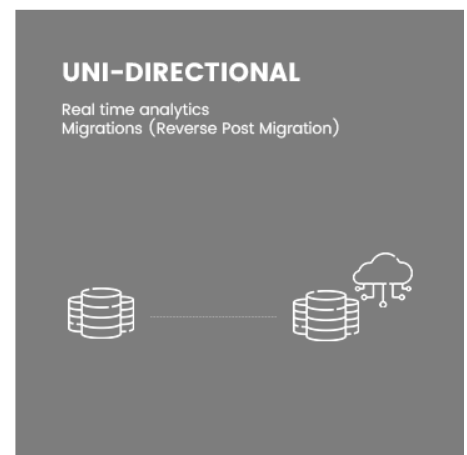 UNI-DIRECTIONAL
Real time analytics
Migrations (Reverse Post Migration)